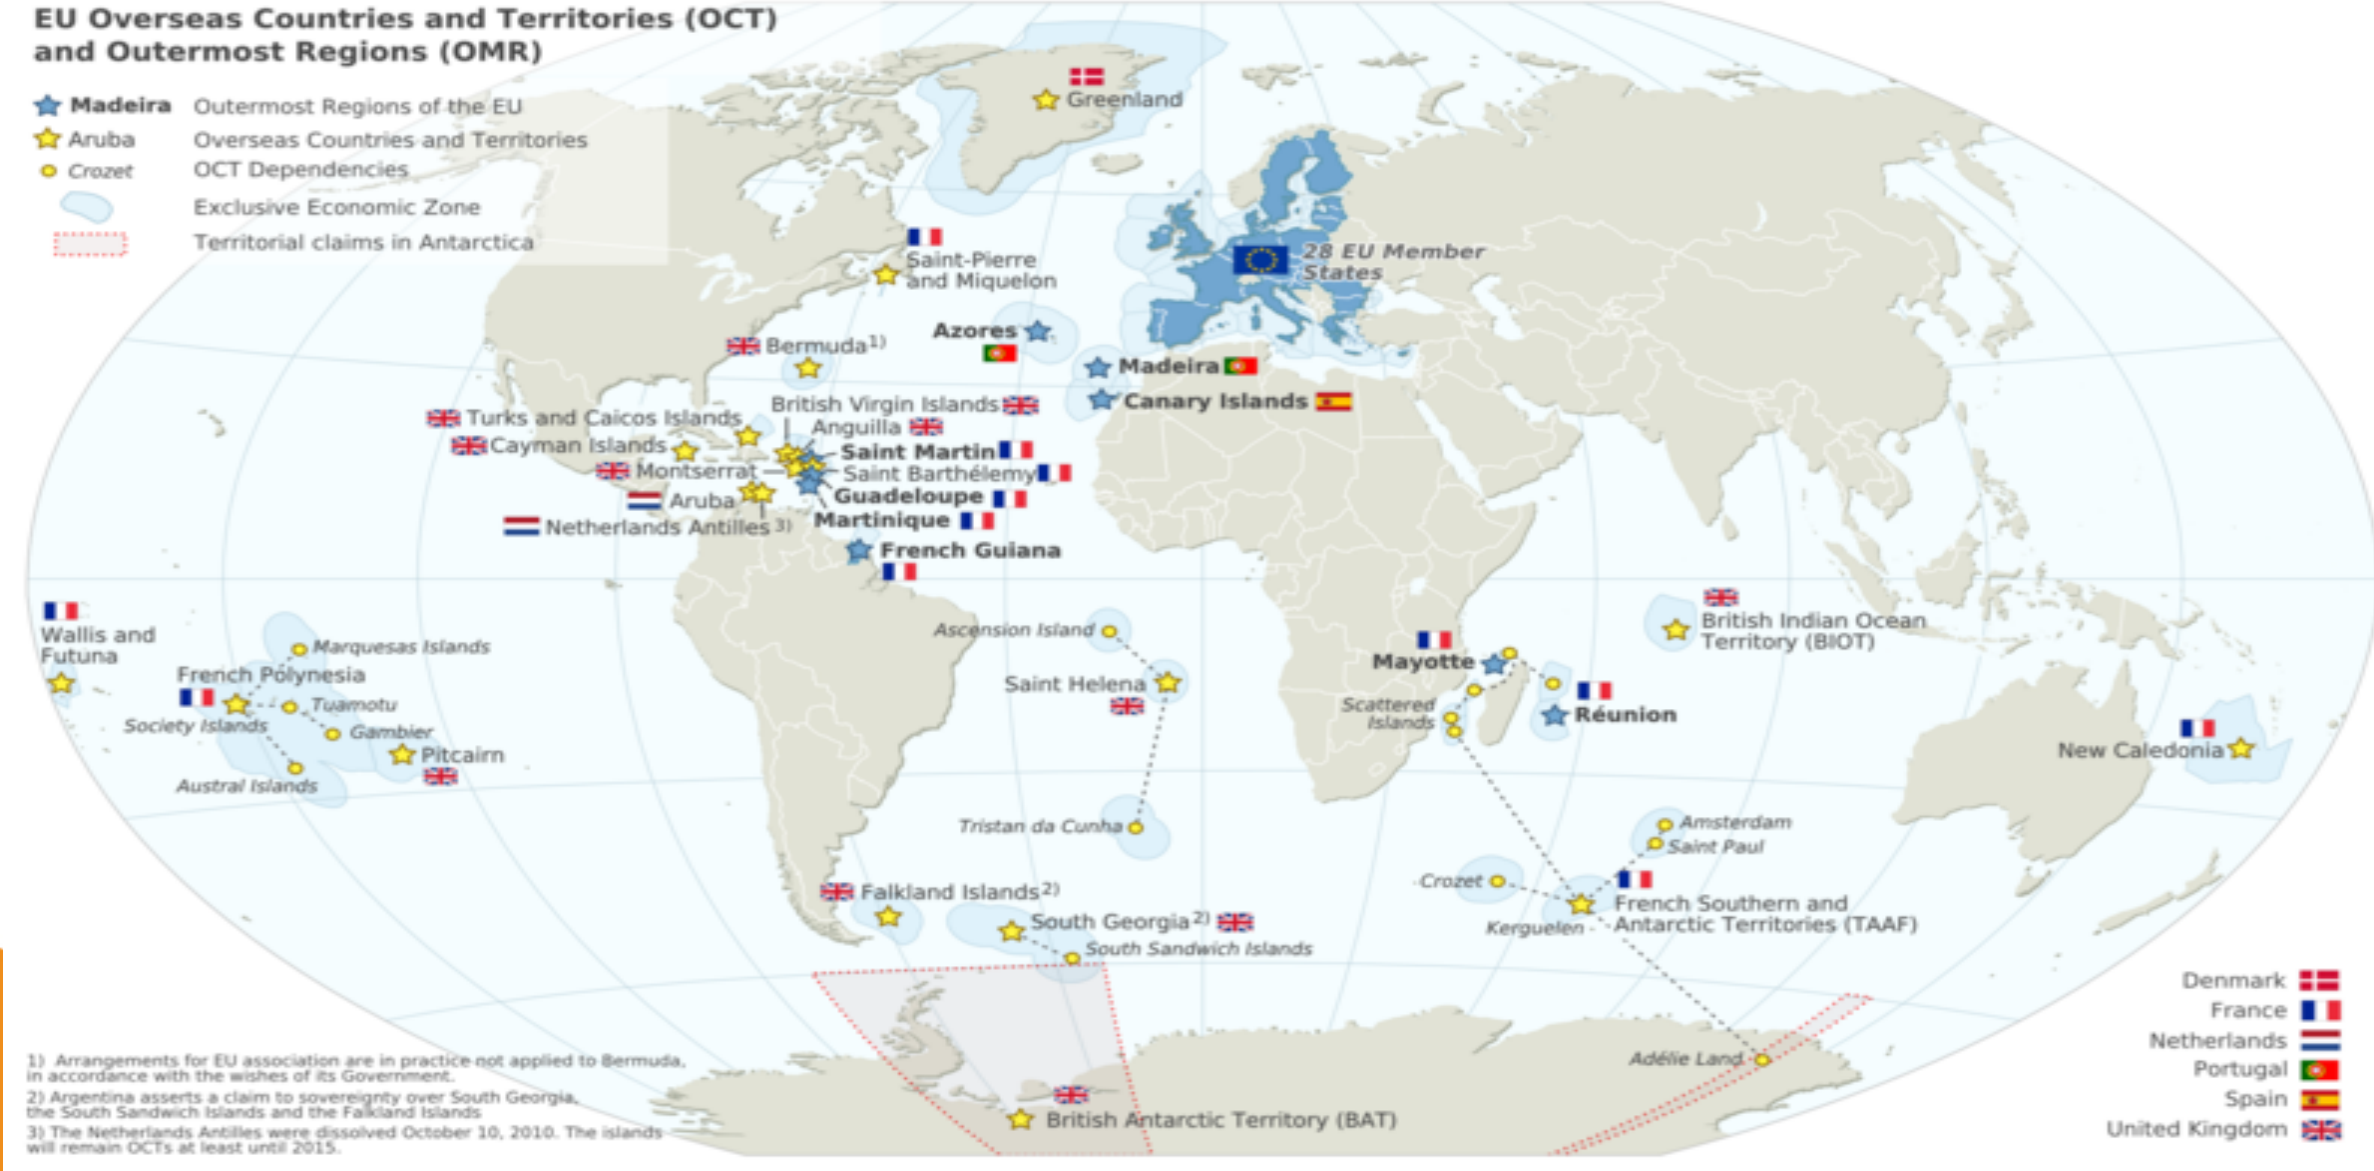 EU Overseas Countries and Territories (OCT)
and Outermost Regions (OMR)
Madeira Outermost Regions of the EU
Aruba Overseas Countries and Territories
Crozet OCT Dependencies
Exclusive Economic Zone
Territorial claims in Antarctica
Greenland
28 EU Member
States
Saint-Pierre
and Miquelon
Azores
Bermuda1)
Madeira
Canary Islands
British Virgin Islands
Turks and Caicos Islands
Anguilla
Cayman Islands
Saint Martin
Montserrat
Saint Barthélemy
Aruba
Guadeloupe
Netherlands Antilles 3)
Martinique
French Guiana
Wallis and
Futuna
Marquesas Islands
French Polynesia
Tuamotu
Society Islands
Gambier
Pitcairn
Austral Islands
Ascension Island
Saint Helena
Tristan da Cunha
Mayotte
Scattered
Islands
Réunion
British Indian Ocean
Territory (BIOT)
New Caledonia
Amsterdam
Saint Paul
Crozet
Kerguelen
French Southern and
Antarctic Territories (TAAF)
Falkland Islands2)
South Georgia2)
South Sandwich Islands
Adélie Land
British Antarctic Territory (BAT)
Denmark
France
Netherlands
Portugal
Spain
United Kingdom
1) Arrangements for EU association are in practice not applied to Bermuda,
in accordance with the wishes of its Government.
2) Argentina asserts a claim to sovereignty over South Georgia,
the South Sandwich Islands and the Falkland Islands
3) The Netherlands Antilles were dissolved October 10, 2010. The islands
will remain OCTs at least until 2015.